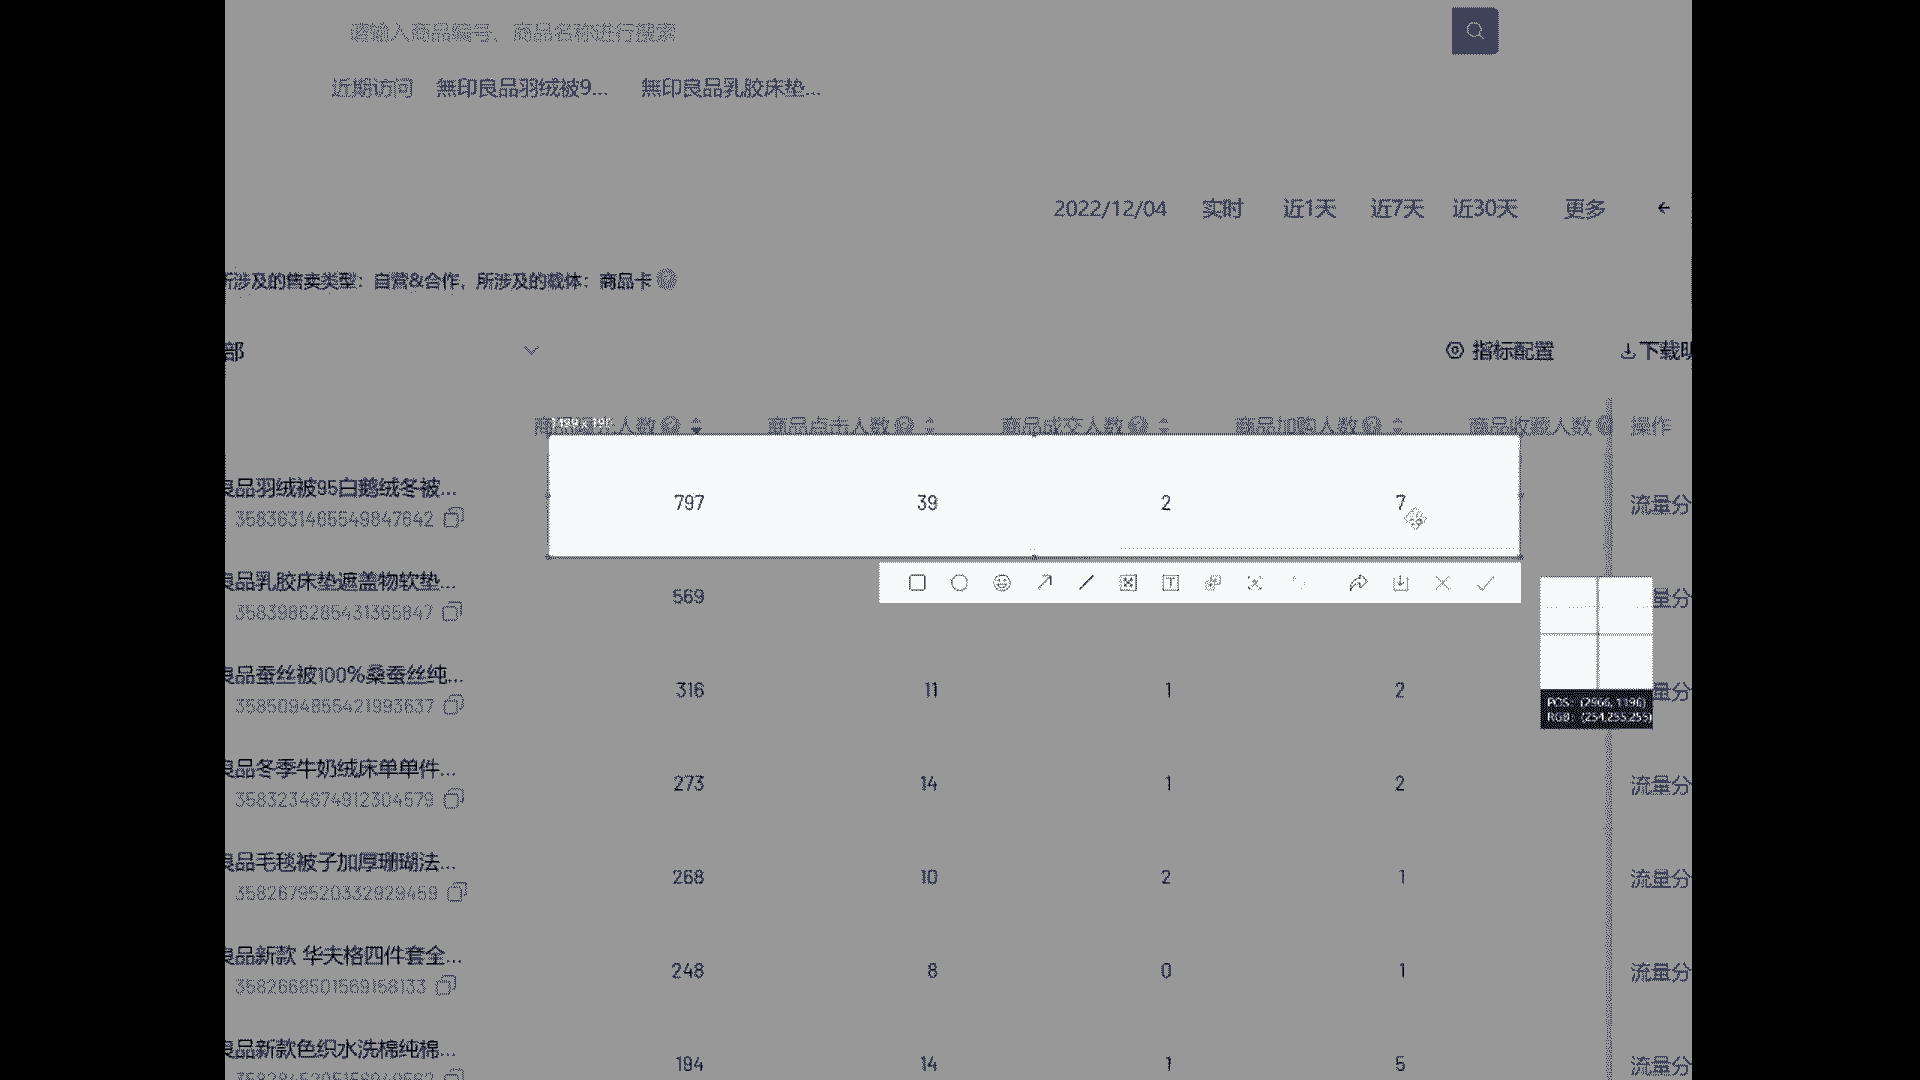 请输入商品编号、商品名称进行搜索
近期访问 無印良品羽绒被9... 無印良品乳胶床垫...
2022/12/04 实时 近1天 近7天 近30天 更多
所涉及的售卖类型：自营&合作，所涉及的载体：商品卡
部 指标配置 下载明
人数 商品点击人数 商品成交人数 商品加购人数 商品收藏人数 操作
良品羽绒被95白鹅绒冬被... 797 39 2 7 流量分
3583631465549847642
良品乳胶床垫遮盖物软垫... 569 量分
3583986285431365847
良品蚕丝被100%桑蚕丝纯... 316 11 1 2 量分
3585094855421993637
POS: (2966, 1196)
RGB: (254,255,255)
良品冬季牛奶绒床单单件... 273 14 1 2 流量分
3583234674912304579
良品毛毯被子加厚珊瑚法... 268 10 2 1 流量分
3582679520332929459
良品新款 华夫格四件套全... 248 8 0 1 流量分
3582668501569158133
良品新款色织水洗棉纯棉... 194 14 1 5 流量分